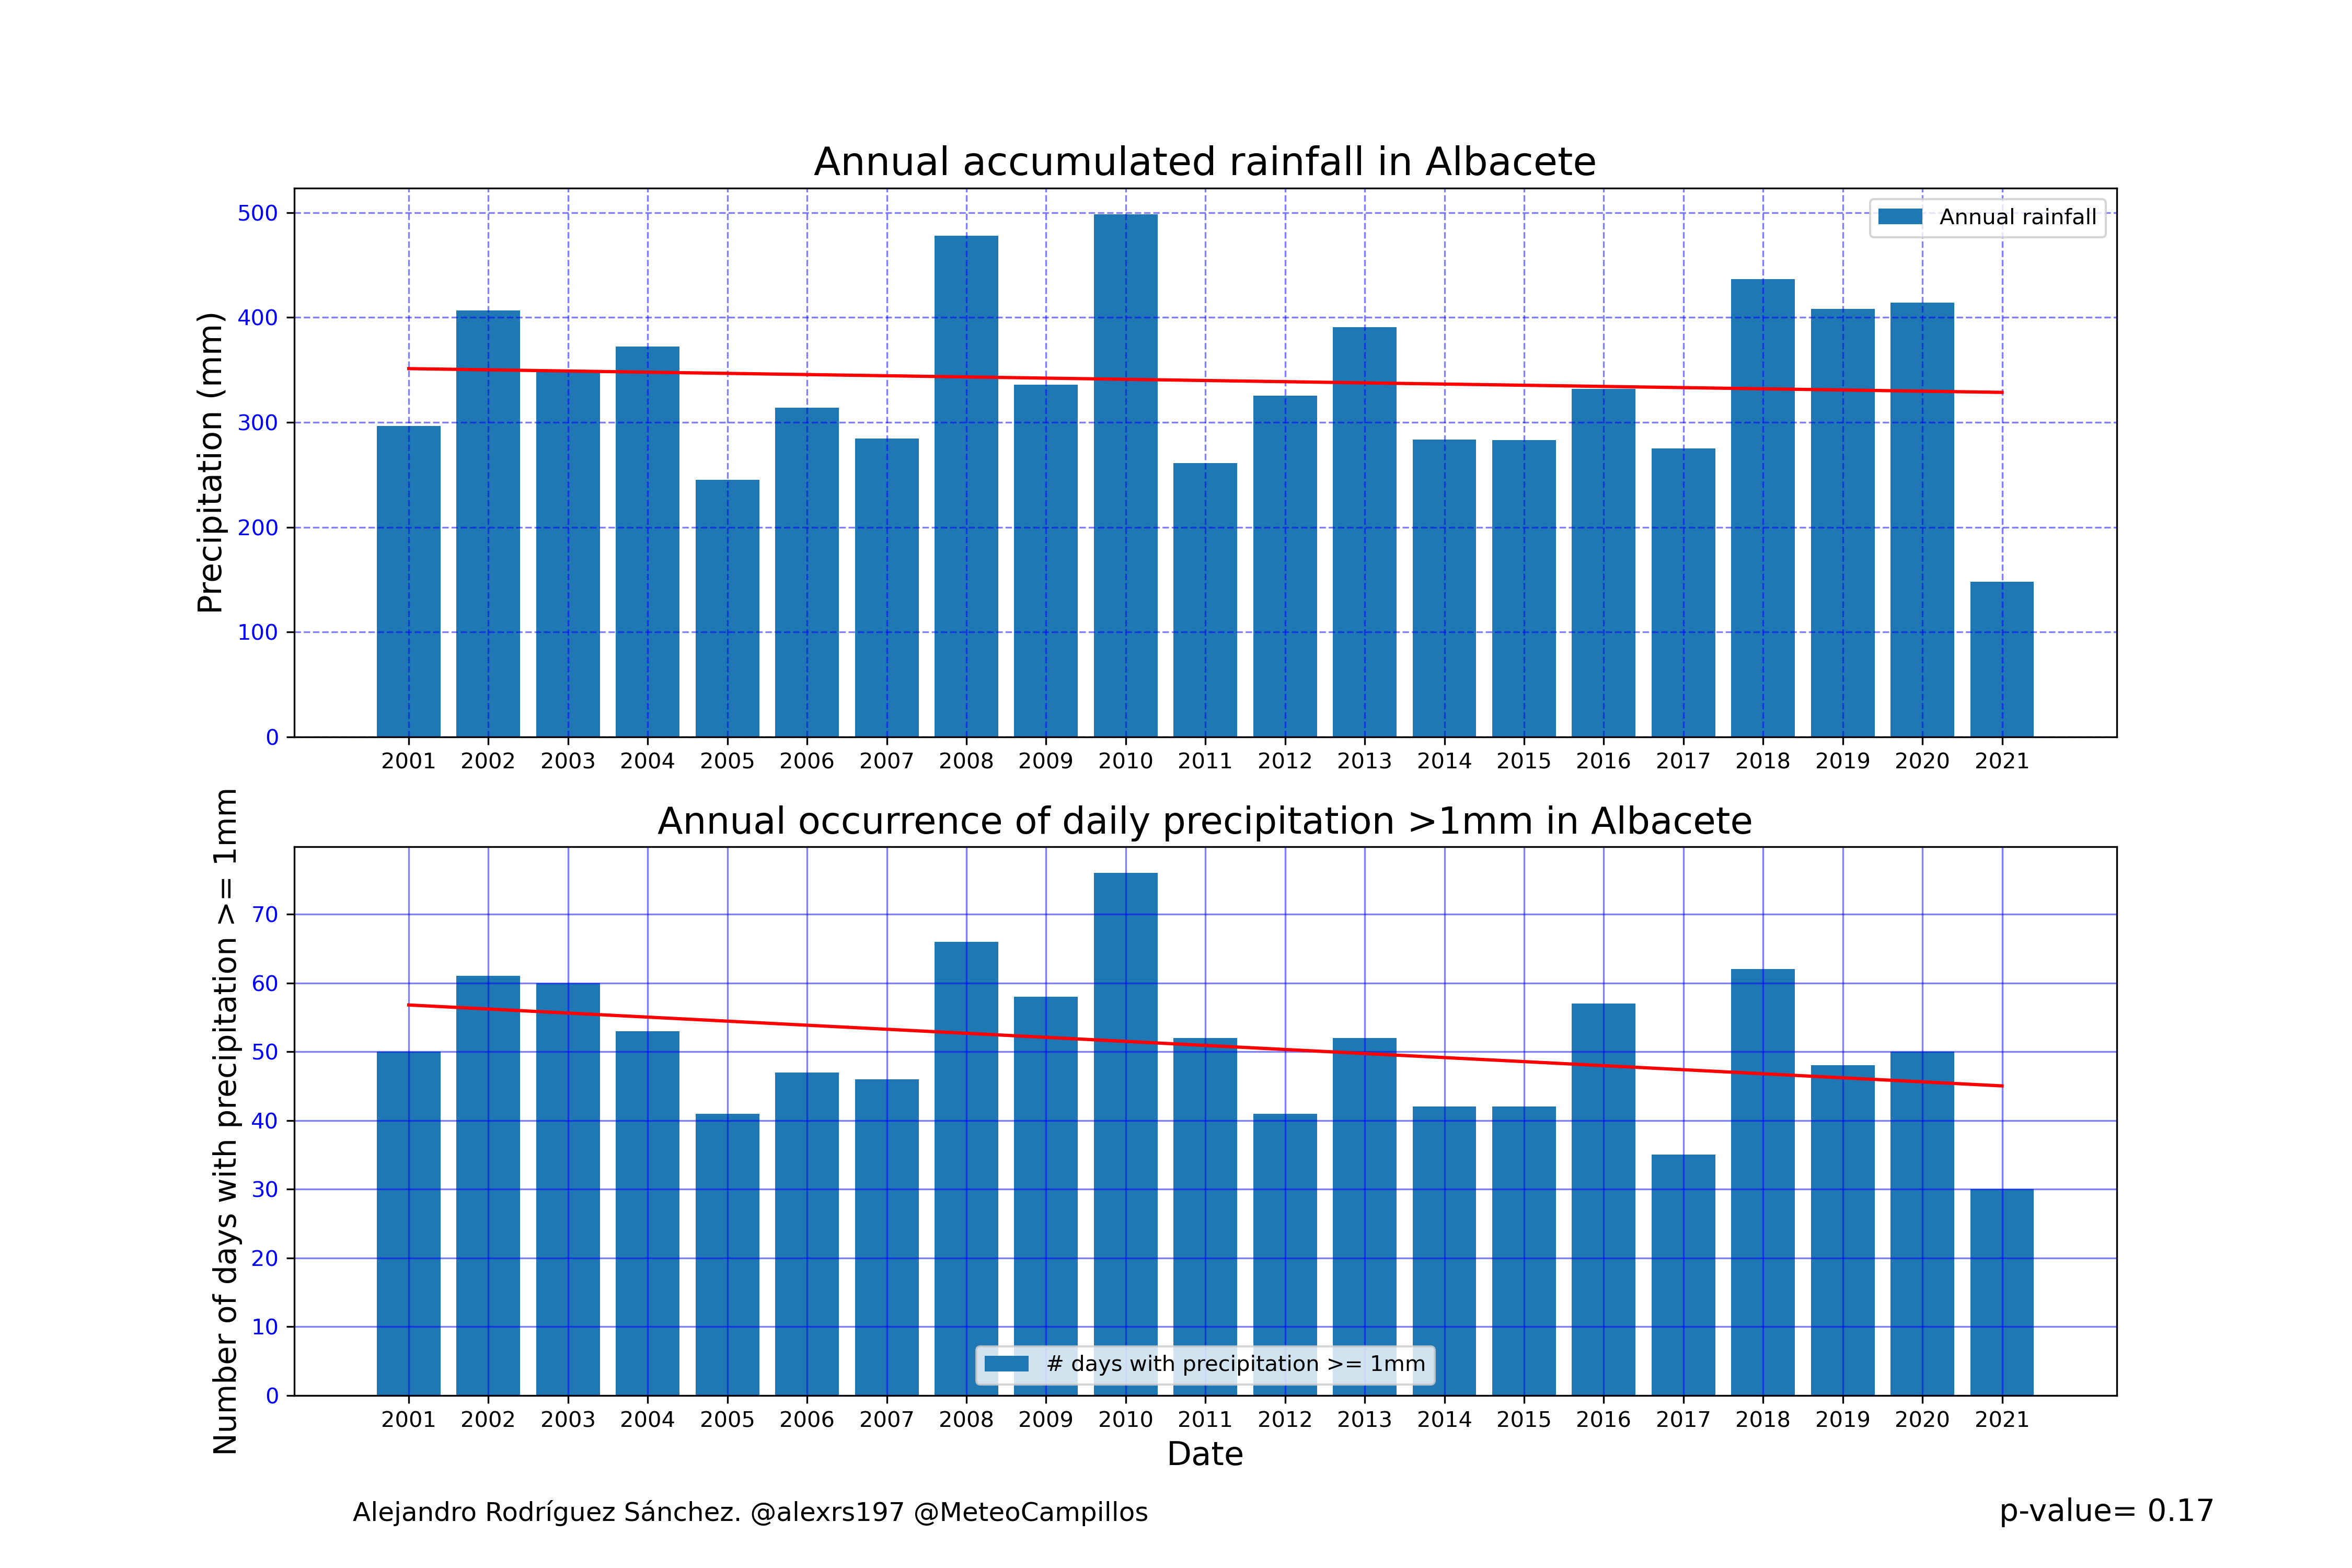 Annual accumulated rainfall in Albacete
Annual rainfall
Precipitation (mm)
500
400
300
200
100
0
2001 2002 2003 2004 2005 2006 2007 2008 2009 2010 2011 2012 2013 2014 2015 2016 2017 2018 2019 2020 2021
Annual occurrence of daily precipitation >1mm in Albacete
Number of days with precipitation >= 1mm
70
60
50
40
30
20
10
0
# days with precipitation >= 1mm
2001 2002 2003 2004 2005 2006 2007 2008 2009 2010 2011 2012 2013 2014 2015 2016 2017 2018 2019 2020 2021
Date
Alejandro Rodríguez Sánchez. @alexrs197 @MeteoCampillos
p-value= 0.17